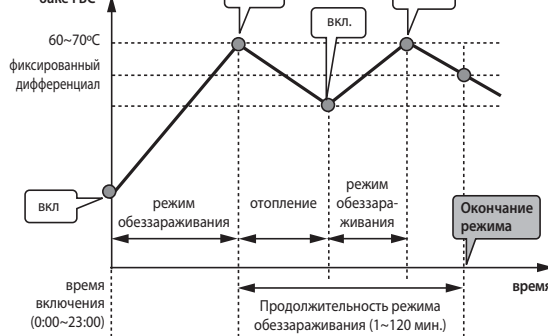 баке ГВС
вкл.
60~70ºC
фиксированный
дифференциал
вкл
режим
обеззараживания
отопление
режим
обеззара-
живания
Окончание
режима
время
включения
(0:00~23:00)
время
Продолжительность режима
обеззараживания (1~120 мин.)